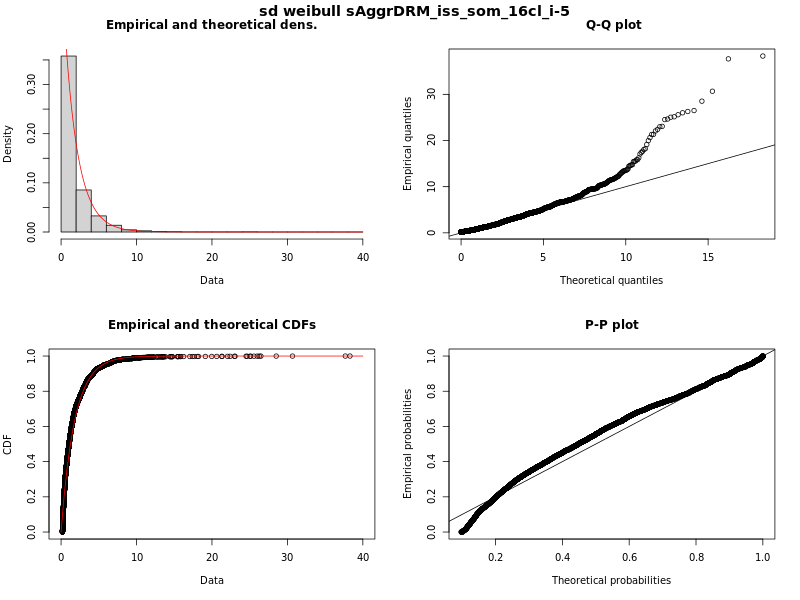 sd weibull sAggrDRM_iss_som_16cl_i-5
Empirical and theoretical dens.
Density
0.00 0.10 0.20 0.30
0 10 20 30 40
Data
Q-Q plot
Empirical quantiles
0 10 20 30
0 5 10 15
Theoretical quantiles
Empirical and theoretical CDFs
CDF
0.0 0.2 0.4 0.6 0.8 1.0
0 10 20 30 40
Data
P-P plot
Empirical probabilities
0.0 0.2 0.4 0.6 0.8 1.0
0.2 0.4 0.6 0.8 1.0
Theoretical probabilities